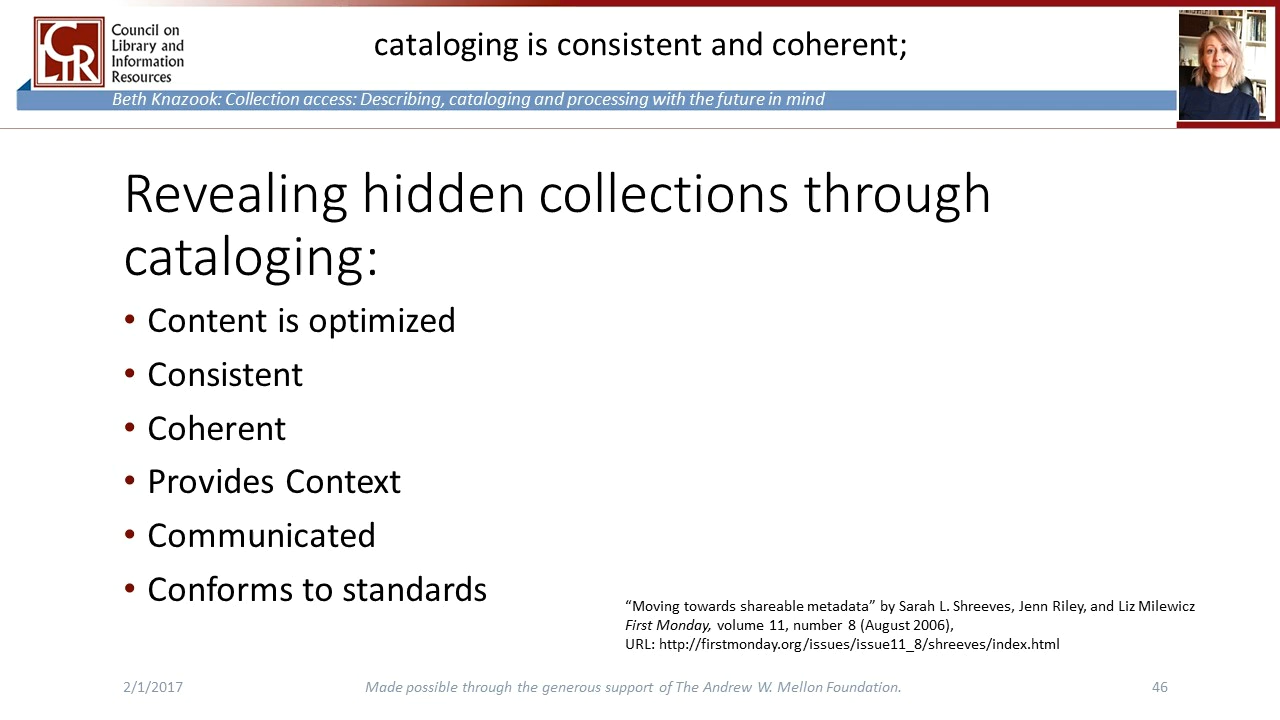 CLIR
Council on
Library and
Information
Resources
cataloging is consistent and coherent;
Beth Knazook: Collection access: Describing, cataloging and processing with the future in mind
Revealing hidden collections through
cataloging:
• Content is optimized
• Consistent
• Coherent
• Provides Context
• Communicated
• Conforms to standards
“Moving towards shareable metadata” by Sarah L. Shreeves, Jenn Riley, and Liz Milewicz
First Monday, volume 11, number 8 (August 2006),
URL: http://firstmonday.org/issues/issue11_8/shreeves/index.html
2/1/2017
Made possible through the generous support of The Andrew W. Mellon Foundation.
46